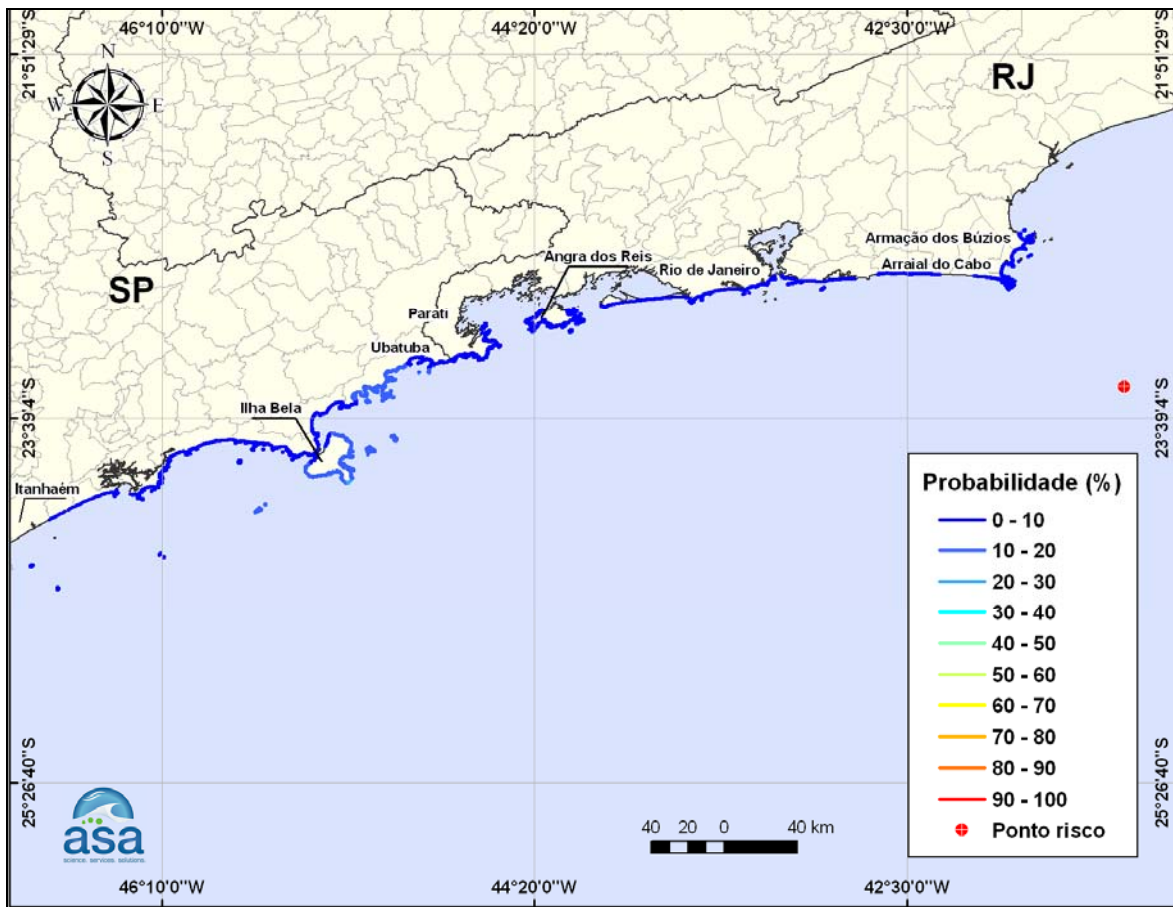 46°10'0"W
44°20'0"W
42°30'0"W
21°51'29"S
21°51'29"S
N
W
E
S
RJ
Armação dos Búzios
Angra dos Reis
Rio de Janeiro
Arraial do Cabo
SP
Parati
Ubatuba
23°39'4"S
23°39'4"S
Ilha Bela
Itanhaém
Probabilidade (%)
0 - 10
10 - 20
20 - 30
30 - 40
40 - 50
50 - 60
60 - 70
70 - 80
80 - 90
90 - 100
Ponto risco
25°26'40"S
25°26'40"S
asa
science. services. solutions.
40 20 0 40 km
46°10'0"W
44°20'0"W
42°30'0"W